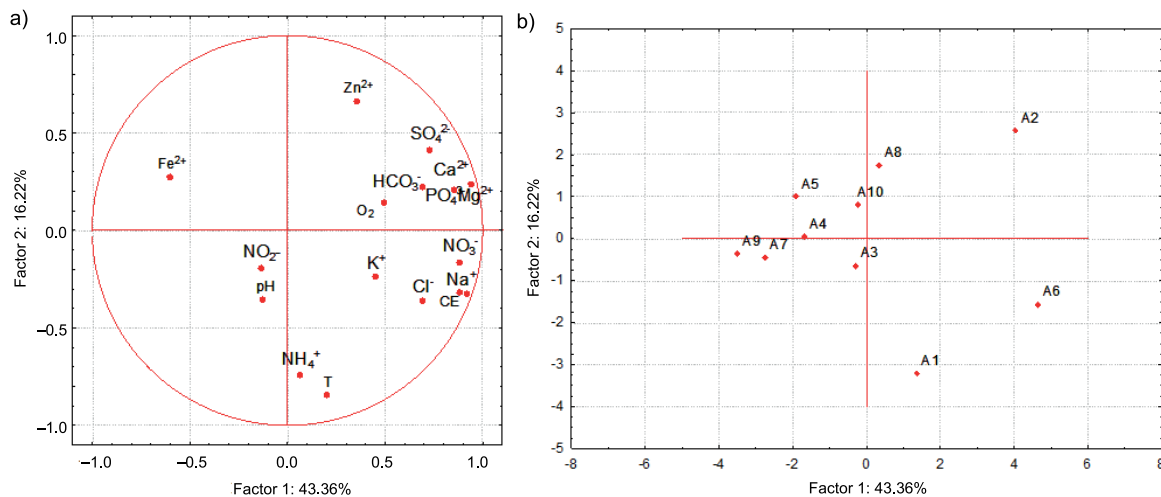 a)
1.0
Zn²⁺
SO₄²⁻
0.5
Fe²⁺
Ca²⁺
HCO₃⁻
PO₄³⁻
Mg²⁺
O₂
0.0
NO₃⁻
NO₂⁻
K⁺
Na⁺
pH
Cl⁻
CE
−0.5
NH₄⁺
T
−1.0
−1.0 −0.5 0.0 0.5 1.0
Factor 2: 16.22%
Factor 1: 43.36%
b)
5
4
3
A2
2
A8
A5
1
A10
A4
0
A9
A7
A3
-1
A6
-2
A1
-3
-4
-5
-8 -6 -4 -2 0 2 4 6 8
Factor 2: 16.22%
Factor 1: 43.36%